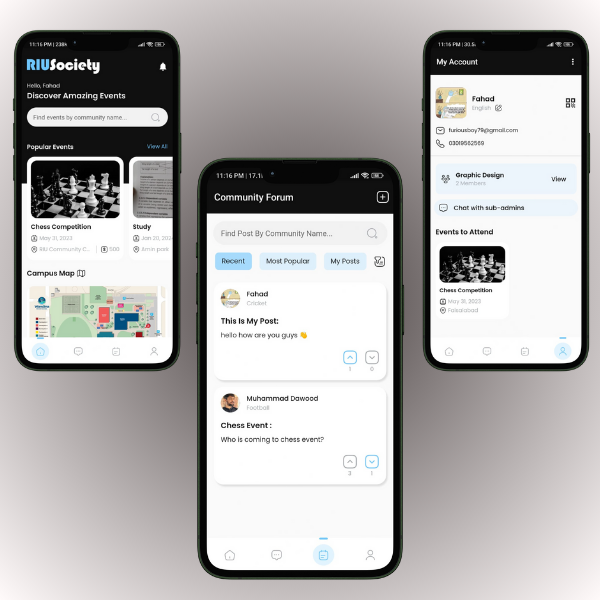 11:16 PM | 238k
RIUSociety
Hello, Fahad
Discover Amazing Events
Find events by community name...
Popular Events
View All
Chess Competition
May 31, 2023
RIU Community C...
500
Study
Jan 20, 202
Amin park
Campus Map
11:16 PM | 17.1k
Community Forum
Find Post By Community Name...
Recent
Most Popular
My Posts
Fahad
Cricket
This Is My Post:
hello how are you guys 👋
1
0
Muhammad Dawood
Football
Chess Event :
Who is coming to chess event?
3
1
11:16 PM | 30.5k
My Account
Fahad
English
furiousboy79@gmail.com
03019562569
Graphic Design
2 Members
View
Chat with sub-admins
Events to Attend
Chess Competition
May 31, 2023
Faisalabad